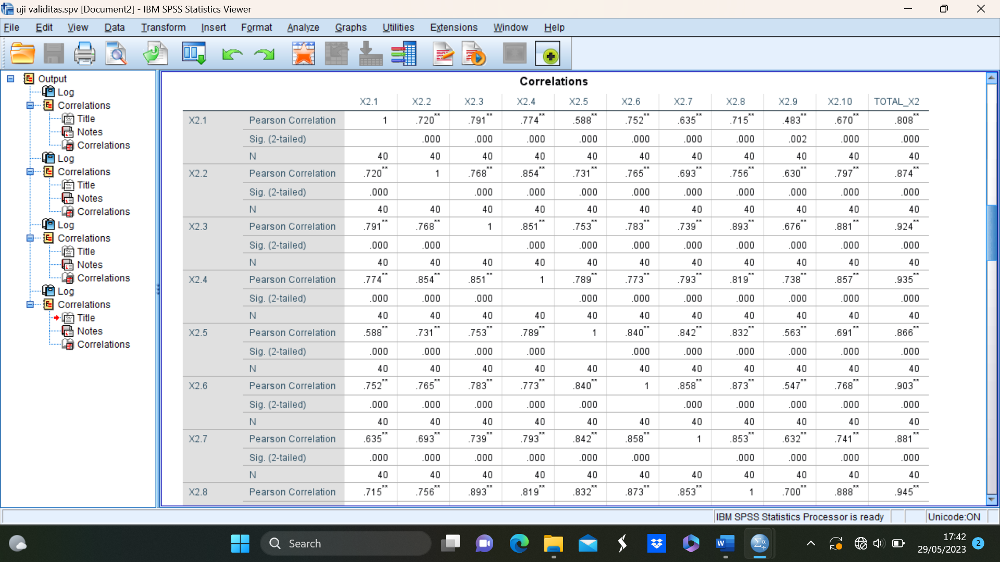 uji validitas.spv [Document2] - IBM SPSS Statistics Viewer
File Edit View Data Transform Insert Format Analyze Graphs Utilities Extensions Window Help
Output
Log
Correlations
Title
Notes
Correlations
Log
Correlations
Title
Notes
Correlations
Log
Correlations
Title
Notes
Correlations
Log
Correlations
Title
Notes
Correlations
Correlations
X2.1 X2.2 X2.3 X2.4 X2.5 X2.6 X2.7 X2.8 X2.9 X2.10 TOTAL_X2
X2.1 Pearson Correlation 1 .720** .791** .774** .588** .752** .635** .715** .483** .670** .808**
Sig. (2-tailed) .000 .000 .000 .000 .000 .000 .000 .002 .000 .000
N 40 40 40 40 40 40 40 40 40 40 40
X2.2 Pearson Correlation .720** 1 .768** .854** .731** .765** .693** .756** .630** .797** .874**
Sig. (2-tailed) .000 .000 .000 .000 .000 .000 .000 .000 .000 .000
N 40 40 40 40 40 40 40 40 40 40 40
X2.3 Pearson Correlation .791** .768** 1 .851** .753** .783** .739** .893** .676** .881** .924**
Sig. (2-tailed) .000 .000 .000 .000 .000 .000 .000 .000 .000 .000
N 40 40 40 40 40 40 40 40 40 40 40
X2.4 Pearson Correlation .774** .854** .851** 1 .789** .773** .793** .819** .738** .857** .935**
Sig. (2-tailed) .000 .000 .000 .000 .000 .000 .000 .000 .000 .000
N 40 40 40 40 40 40 40 40 40 40 40
X2.5 Pearson Correlation .588** .731** .753** .789** 1 .840** .842** .832** .563** .691** .866**
Sig. (2-tailed) .000 .000 .000 .000 .000 .000 .000 .000 .000 .000
N 40 40 40 40 40 40 40 40 40 40 40
X2.6 Pearson Correlation .752** .765** .783** .773** .840** 1 .858** .873** .547** .768** .903**
Sig. (2-tailed) .000 .000 .000 .000 .000 .000 .000 .000 .000 .000
N 40 40 40 40 40 40 40 40 40 40 40
X2.7 Pearson Correlation .635** .693** .739** .793** .842** .858** 1 .853** .632** .741** .881**
Sig. (2-tailed) .000 .000 .000 .000 .000 .000 .000 .000 .000 .000
N 40 40 40 40 40 40 40 40 40 40 40
X2.8 Pearson Correlation .715** .756** .893** .819** .832** .873** .853** 1 .700** .888** .945**
IBM SPSS Statistics Processor is ready Unicode:ON
Search
17:42
29/05/2023 2